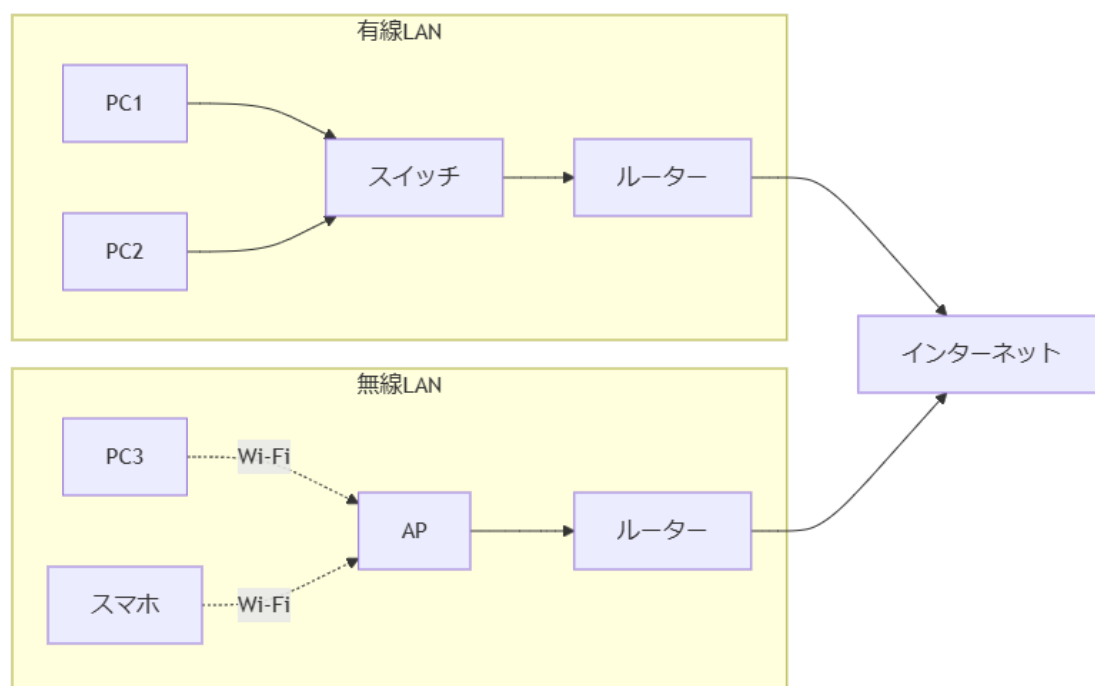 有線LAN
PC1
スイッチ
ルーター
PC2
インターネット
無線LAN
PC3
Wi-Fi
AP
ルーター
スマホ
Wi-Fi